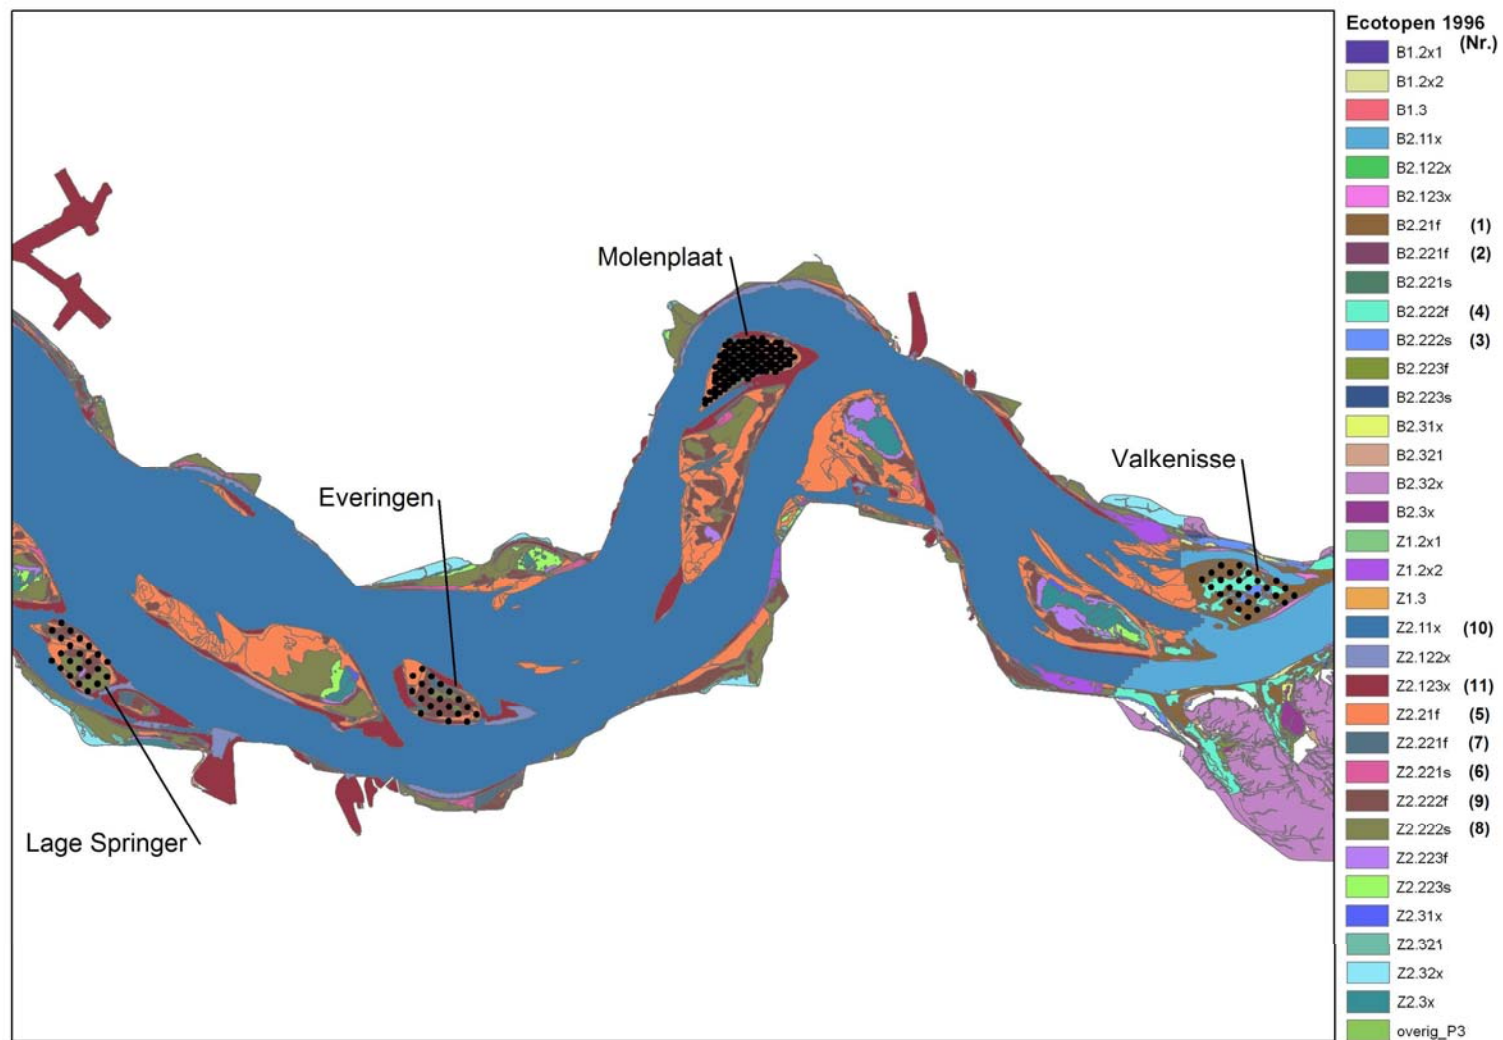 Ecotopen 1996
(Nr.)
B1.2x1
B1.2x2
B1.3
B2.11x
B2.122x
B2.123x
B2.21f (1)
B2.221f (2)
B2.221s
B2.222f (4)
B2.222s (3)
B2.223f
B2.223s
B2.31x
B2.321
B2.32x
B2.3x
Z1.2x1
Z1.2x2
Z1.3
Z2.11x (10)
Z2.122x
Z2.123x (11)
Z2.21f (5)
Z2.221f (7)
Z2.221s (6)
Z2.222f (9)
Z2.222s (8)
Z2.223f
Z2.223s
Z2.31x
Z2.321
Z2.32x
Z2.3x
overig_P3
Molenplaat
Valkenisse
Everingen
Lage Springer